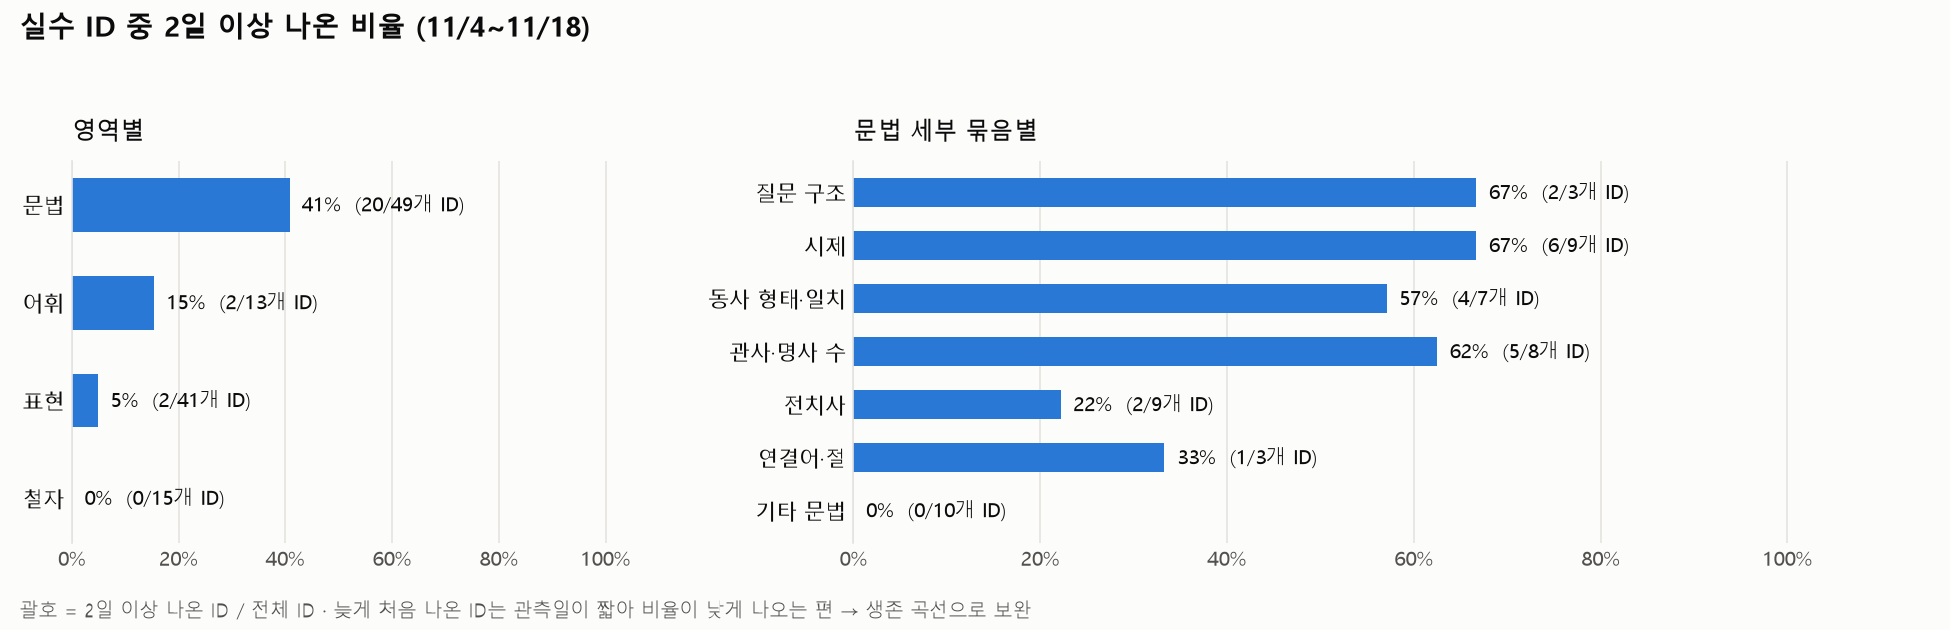 실수 ID 중 2일 이상 나온 비율 (11/4~11/18)
영역별
문법 41% (20/49개 ID)
어휘 15% (2/13개 ID)
표현 5% (2/41개 ID)
철자 0% (0/15개 ID)
0% 20% 40% 60% 80% 100%
문법 세부 묶음별
질문 구조 67% (2/3개 ID)
시제 67% (6/9개 ID)
동사 형태·일치 57% (4/7개 ID)
관사·명사 수 62% (5/8개 ID)
전치사 22% (2/9개 ID)
연결어·절 33% (1/3개 ID)
기타 문법 0% (0/10개 ID)
0% 20% 40% 60% 80% 100%
괄호 = 2일 이상 나온 ID / 전체 ID · 늦게 처음 나온 ID는 관측일이 짧아 비율이 낮게 나오는 편 → 생존 곡선으로 보완